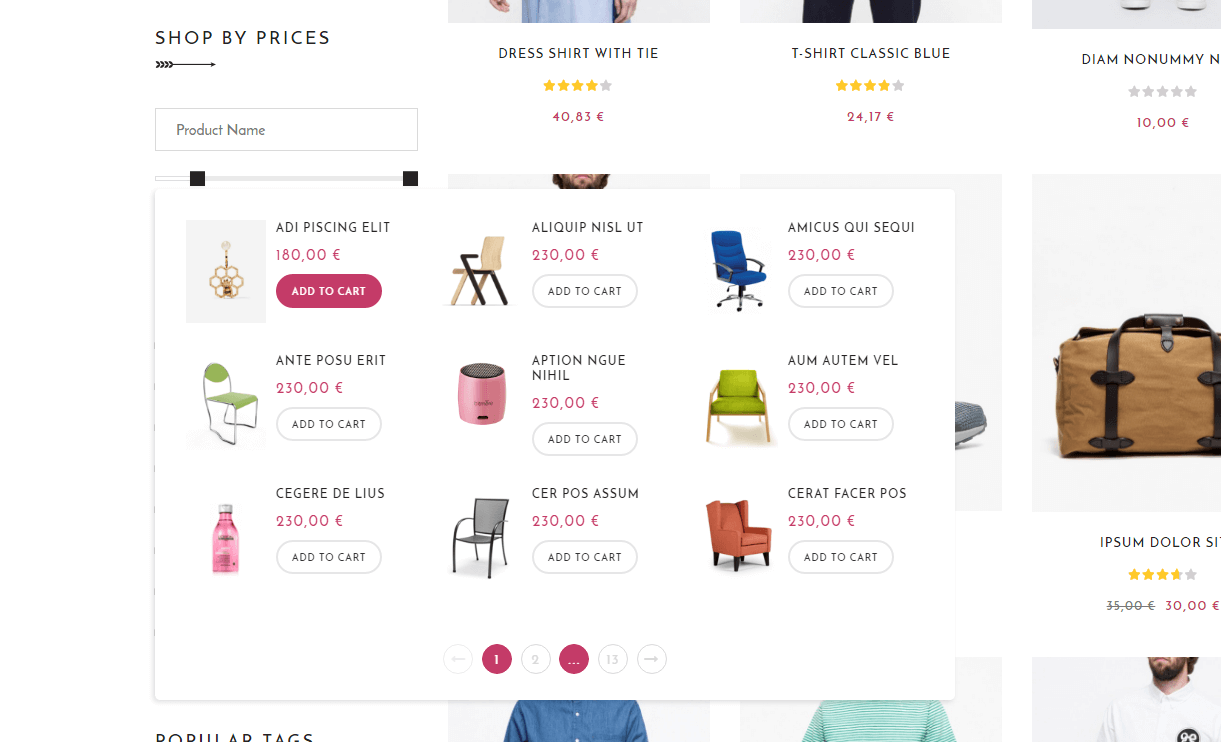 SHOP BY PRICES
Product Name
DRESS SHIRT WITH TIE
40,83 €
T-SHIRT CLASSIC BLUE
24,17 €
DIAM NONUMMY N
10,00 €
ADI PISCING ELIT
180,00 €
ADD TO CART
ALIQUIP NISL UT
230,00 €
ADD TO CART
AMICUS QUI SEQUI
230,00 €
ADD TO CART
ANTE POSU ERIT
230,00 €
ADD TO CART
APTION NGUE
NIHIL
230,00 €
ADD TO CART
AUM AUTEM VEL
230,00 €
ADD TO CART
CEGERE DE LIUS
230,00 €
ADD TO CART
CER POS ASSUM
230,00 €
ADD TO CART
CERAT FACER POS
230,00 €
ADD TO CART
← 1 2 ... 13 →
IPSUM DOLOR SIT
35,00 € 30,00 €
POPULAR TAGS